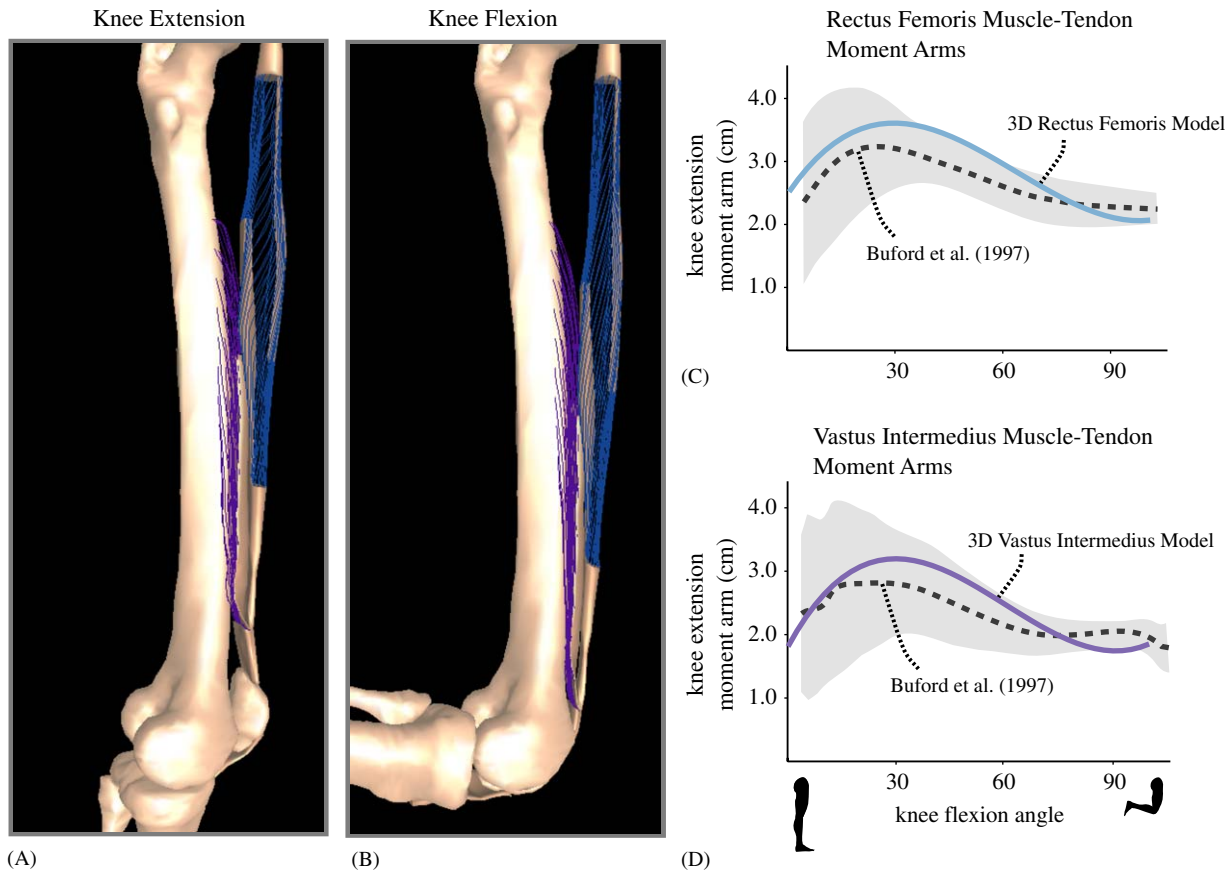 Knee Extension
Knee Flexion
(A)
(B)
Rectus Femoris Muscle-Tendon
Moment Arms
knee extension
moment arm (cm)
4.0
3.0
2.0
1.0
3D Rectus Femoris Model
Buford et al. (1997)
30
60
90
(C)
Vastus Intermedius Muscle-Tendon
Moment Arms
knee extension
moment arm (cm)
4.0
3.0
2.0
1.0
3D Vastus Intermedius Model
Buford et al. (1997)
30
60
90
knee flexion angle
(D)